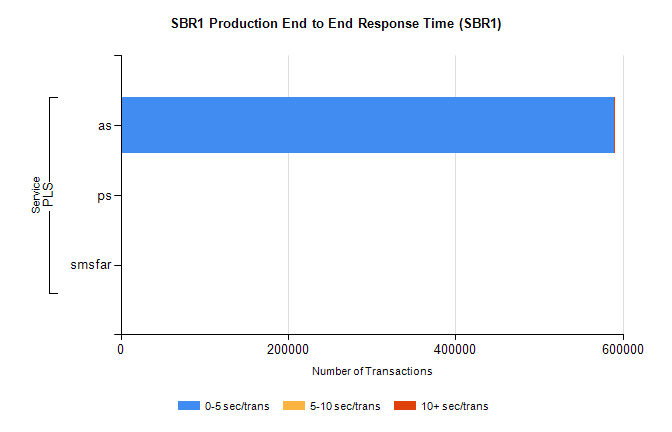 SBR1 Production End to End Response Time (SBR1)
Service
PLS
as
ps
smsfar
0 200000 400000 600000
Number of Transactions
0-5 sec/trans 5-10 sec/trans 10+ sec/trans